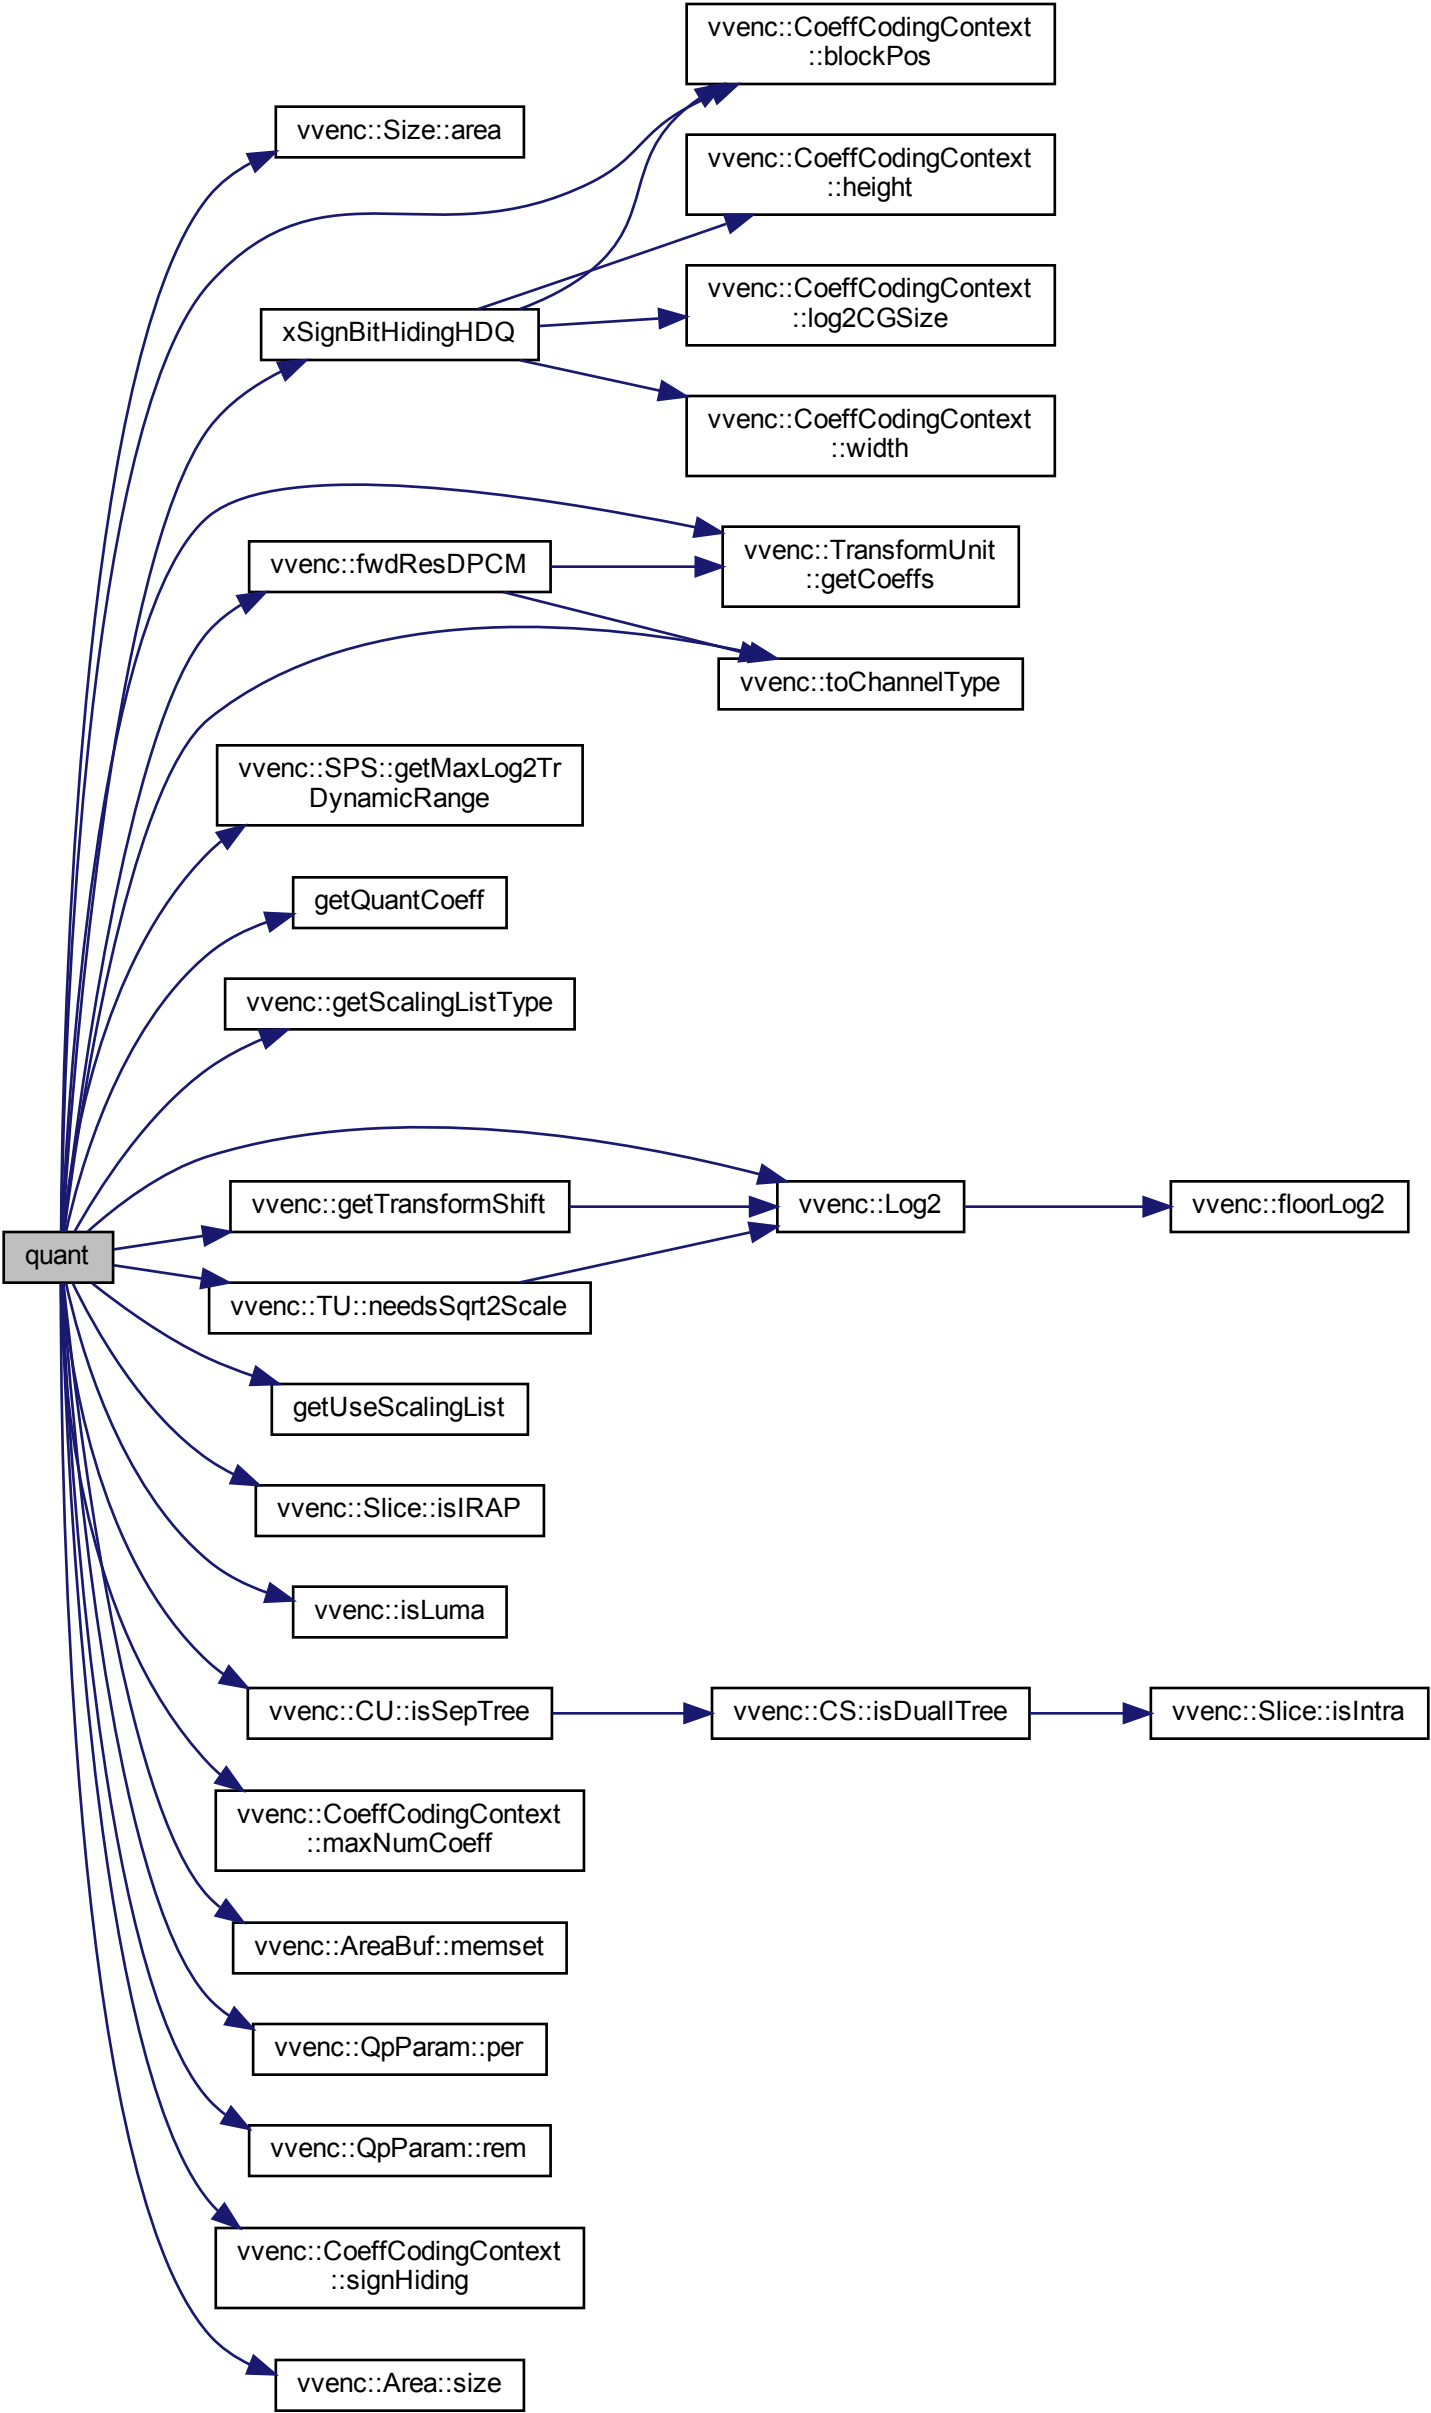 vvenc::CoeffCodingContext
::blockPos
vvenc::Size::area
vvenc::CoeffCodingContext
::height
vvenc::CoeffCodingContext
::log2CGSize
xSignBitHidingHDQ
vvenc::CoeffCodingContext
::width
vvenc::TransformUnit
::getCoeffs
vvenc::fwdResDPCM
vvenc::toChannelType
vvenc::SPS::getMaxLog2Tr
DynamicRange
getQuantCoeff
vvenc::getScalingListType
vvenc::getTransformShift
vvenc::Log2
vvenc::floorLog2
quant
vvenc::TU::needsSqrt2Scale
getUseScalingList
vvenc::Slice::isIRAP
vvenc::isLuma
vvenc::CU::isSepTree
vvenc::CS::isDualITree
vvenc::Slice::isIntra
vvenc::CoeffCodingContext
::maxNumCoeff
vvenc::AreaBuf::memset
vvenc::QpParam::per
vvenc::QpParam::rem
vvenc::CoeffCodingContext
::signHiding
vvenc::Area::size